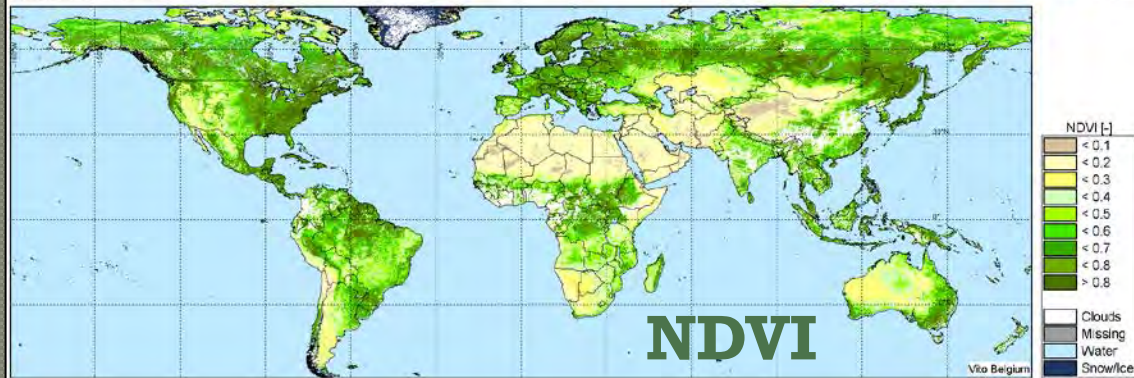 NDVI [-]
< 0.1
< 0.2
< 0.3
< 0.4
< 0.5
< 0.6
< 0.7
< 0.8
> 0.8
Clouds
Missing
Water
Snow/Ice
NDVI
Vito Belgium
0°